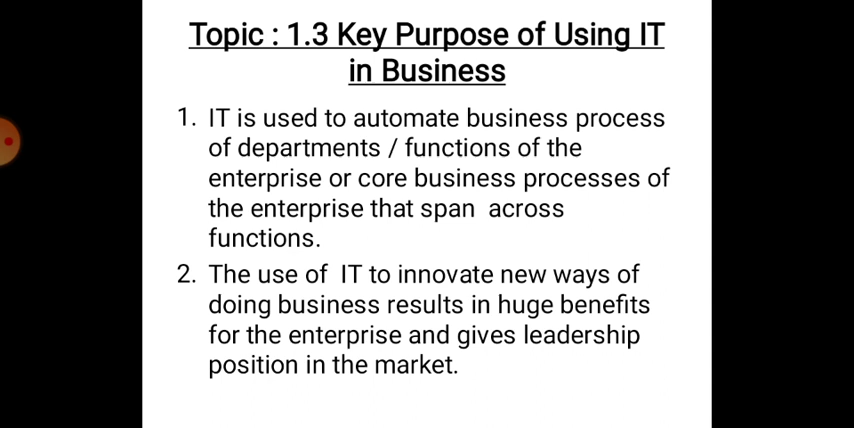 Topic : 1.3 Key Purpose of Using IT
in Business
1. IT is used to automate business process
of departments / functions of the
enterprise or core business processes of
the enterprise that span across
functions.
2. The use of IT to innovate new ways of
doing business results in huge benefits
for the enterprise and gives leadership
position in the market.